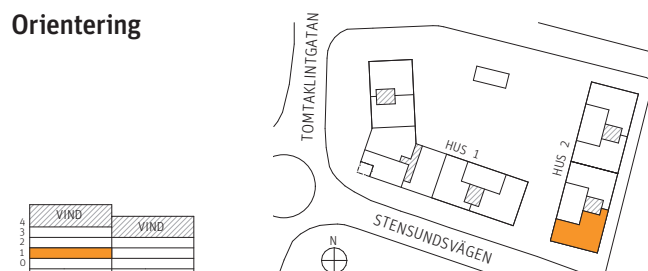 Orientering
TOMTAKLINTGATAN
HUS 1
HUS 2
STENSUNDSVÄGEN
N
VIND
VIND
4
3
2
1
0